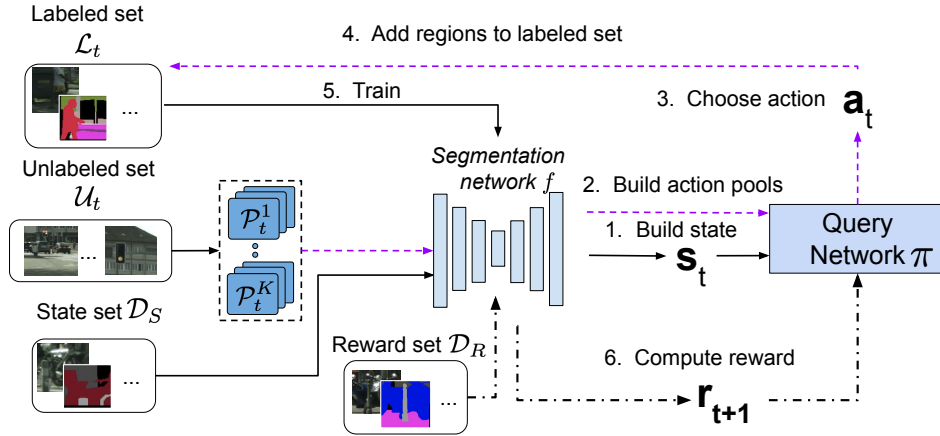 Labeled set
ℒₜ
...
4. Add regions to labeled set
5. Train
3. Choose action
aₜ
Unlabeled set
𝒰ₜ
...
𝒫ₜ¹
𝒫ₜᴷ
Segmentation
network f
2. Build action pools
1. Build state
sₜ
Query
Network π
State set 𝒟_S
...
Reward set 𝒟_R
...
6. Compute reward
rₜ₊₁